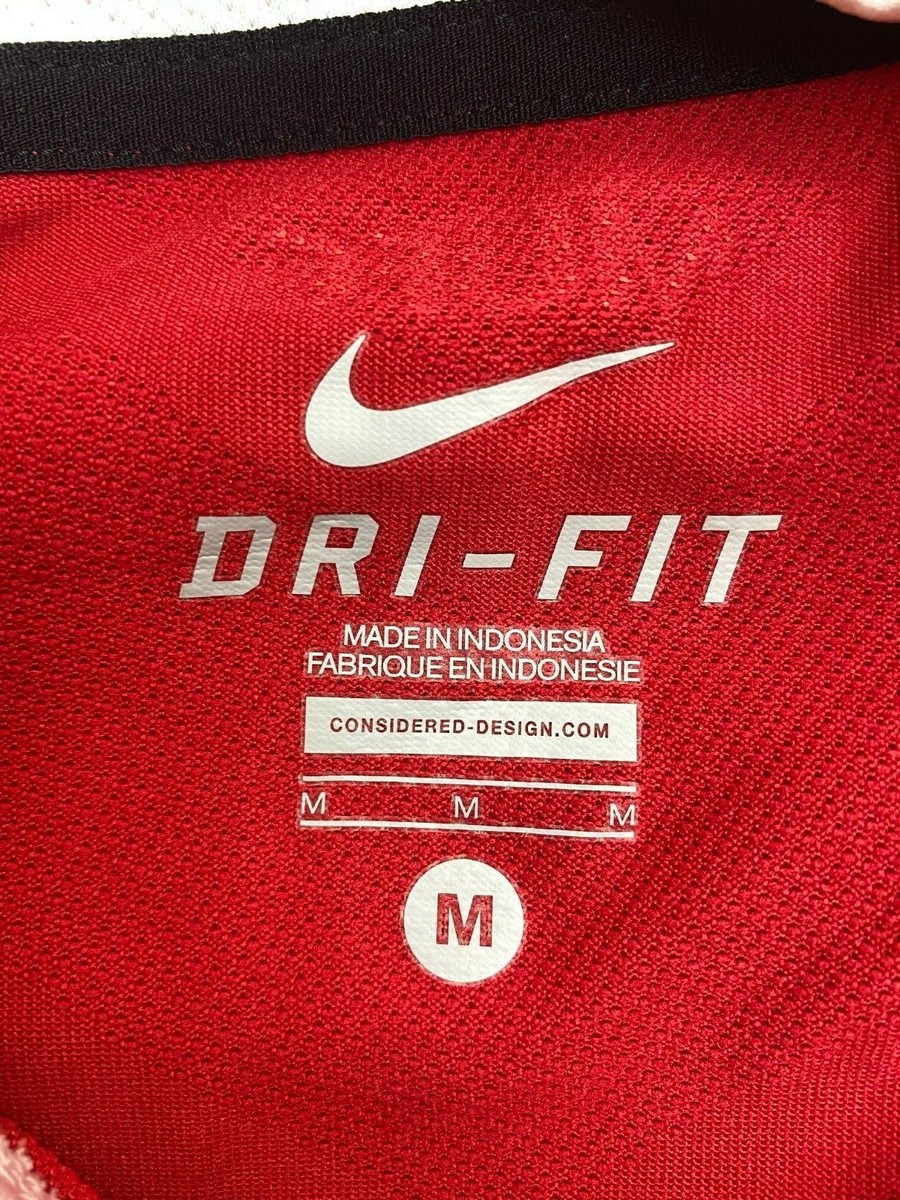 DRI-FIT
MADE IN INDONESIA
FABRIQUE EN INDONESIE
CONSIDERED-DESIGN.COM
M M M
M